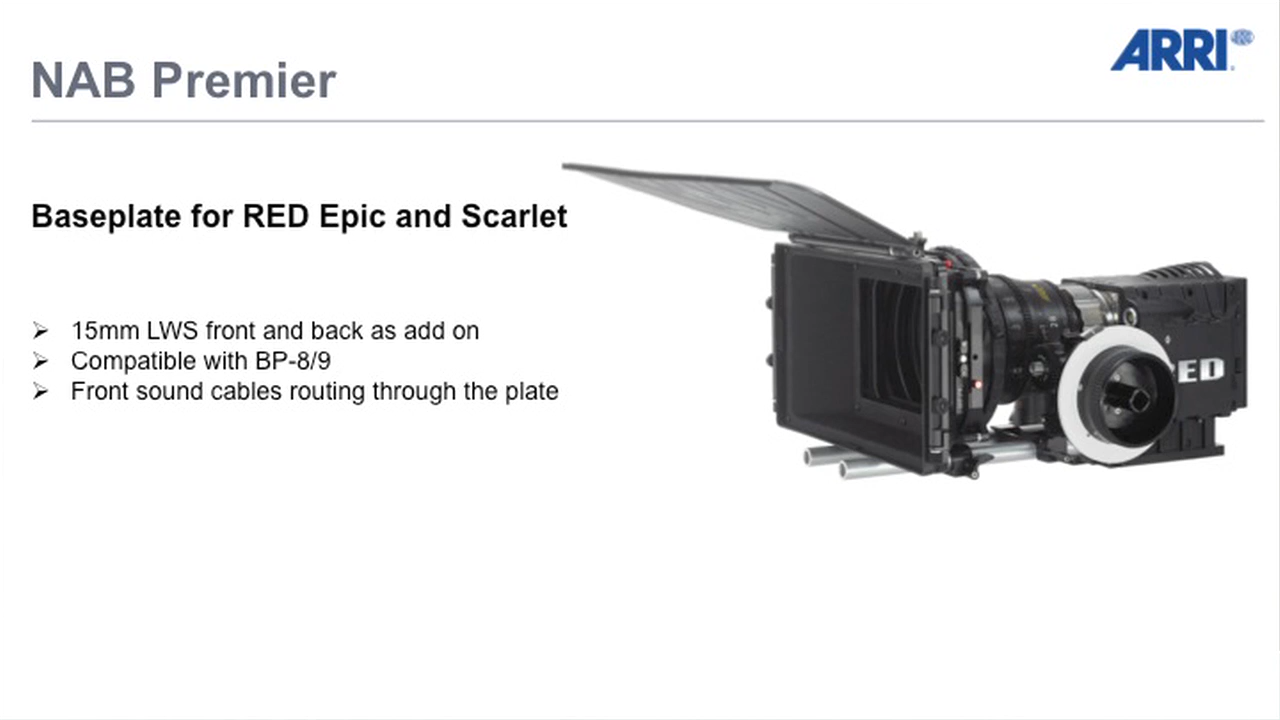 ARRI
NAB Premier
Baseplate for RED Epic and Scarlet
➢ 15mm LWS front and back as add on
➢ Compatible with BP-8/9
➢ Front sound cables routing through the plate
ED